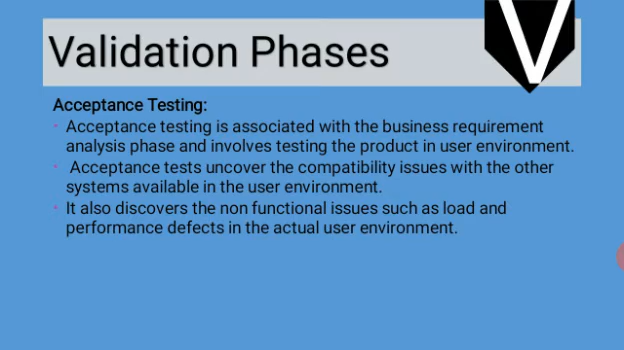 Validation Phases
V
Acceptance Testing:
• Acceptance testing is associated with the business requirement
analysis phase and involves testing the product in user environment.
• Acceptance tests uncover the compatibility issues with the other
systems available in the user environment.
• It also discovers the non functional issues such as load and
performance defects in the actual user environment.